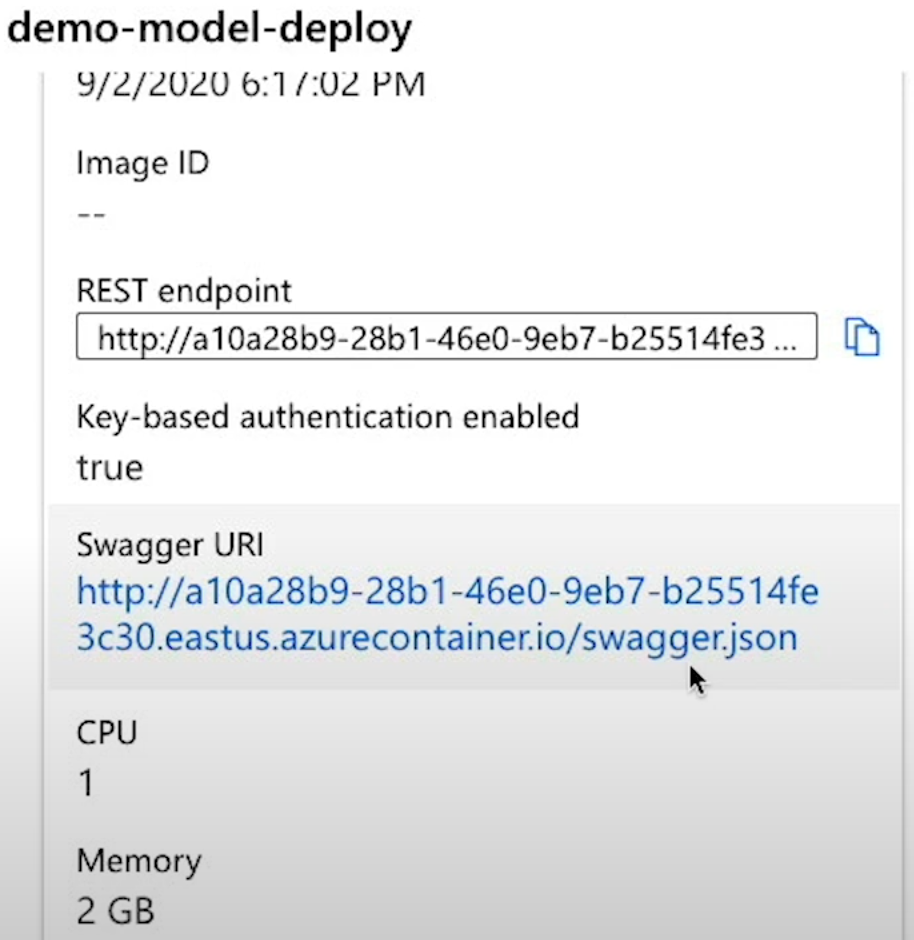 demo-model-deploy
9/2/2020 6:17:02 PM
Image ID
--
REST endpoint
http://a10a28b9-28b1-46e0-9eb7-b25514fe3 ...
Key-based authentication enabled
true
Swagger URI
http://a10a28b9-28b1-46e0-9eb7-b25514fe
3c30.eastus.azurecontainer.io/swagger.json
CPU
1
Memory
2 GB